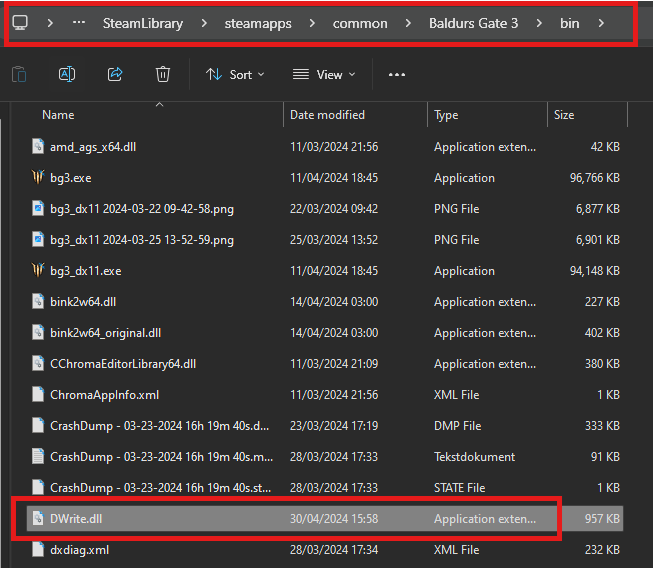 ··· SteamLibrary > steamapps > common > Baldurs Gate 3 > bin >
Sort View ···
Name Date modified Type Size
amd_ags_x64.dll 11/03/2024 21:56 Application exten... 42 KB
bg3.exe 11/04/2024 18:45 Application 96,766 KB
bg3_dx11 2024-03-22 09-42-58.png 22/03/2024 09:42 PNG File 6,877 KB
bg3_dx11 2024-03-25 13-52-59.png 25/03/2024 13:52 PNG File 6,901 KB
bg3_dx11.exe 11/04/2024 18:45 Application 94,148 KB
bink2w64.dll 14/04/2024 03:00 Application exten... 227 KB
bink2w64_original.dll 14/04/2024 03:00 Application exten... 402 KB
CChromaEditorLibrary64.dll 11/03/2024 21:09 Application exten... 380 KB
ChromaAppInfo.xml 11/03/2024 21:56 XML File 1 KB
CrashDump - 03-23-2024 16h 19m 40s.d... 23/03/2024 17:19 DMP File 333 KB
CrashDump - 03-23-2024 16h 19m 40s.m... 28/03/2024 17:33 Tekstdokument 91 KB
CrashDump - 03-23-2024 16h 19m 40s.st... 28/03/2024 17:33 STATE File 1 KB
DWrite.dll 30/04/2024 15:58 Application exten... 957 KB
dxdiag.xml 28/03/2024 17:34 XML File 232 KB